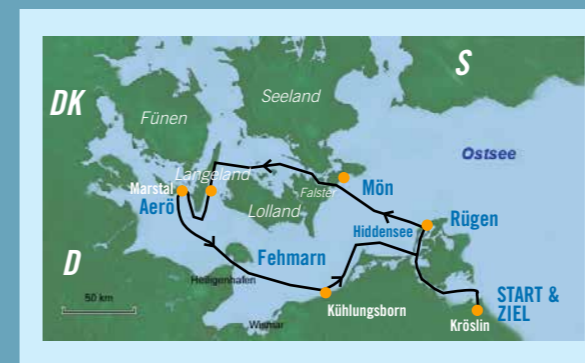 S
DK
Seeland
Fünen
Ostsee
Langeland
Marstal
Aerö
Falster
Mön
Lolland
Rügen
Hiddensee
D
Fehmarn
Heiligenhafen
50 km
Kühlungsborn
START &
ZIEL
Wismar
Kröslin